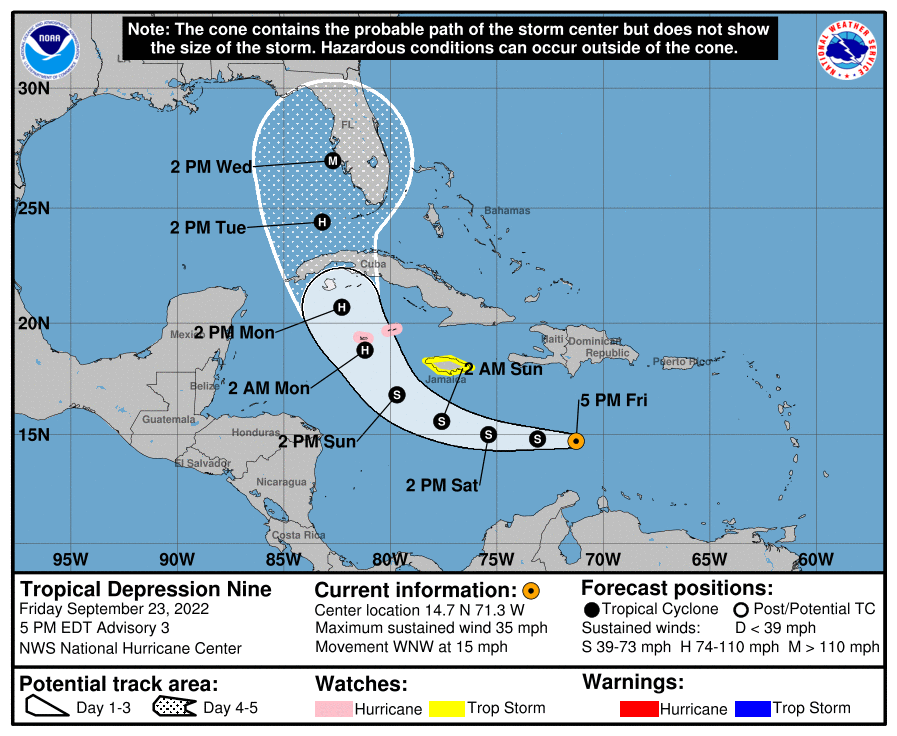 Note: The cone contains the probable path of the storm center but does not show
the size of the storm. Hazardous conditions can occur outside of the cone.
NOAA
NATIONAL WEATHER SERVICE
30N
FL
2 PM Wed
M
25N
Bahamas
2 PM Tue
H
Cuba
20N
H
Mexico
2 PM Mon
Haiti
Dominican
Republic
Puerto Rico
H
2 AM Sun
Jamaica
Belize
2 AM Mon
S
5 PM Fri
Guatemala
S
15N
Honduras
2 PM Sun
S
S
El Salvador
Nicaragua
2 PM Sat
Costa Rica
95W
90W
85W
80W
75W
70W
65W
60W
Tropical Depression Nine
Friday September 23, 2022
5 PM EDT Advisory 3
NWS National Hurricane Center
Current information:
Center location 14.7 N 71.3 W
Maximum sustained wind 35 mph
Movement WNW at 15 mph
Forecast positions:
Tropical Cyclone Post/Potential TC
Sustained winds: D < 39 mph
S 39-73 mph H 74-110 mph M > 110 mph
Potential track area:
Day 1-3 Day 4-5
Watches:
Hurricane Trop Storm
Warnings:
Hurricane Trop Storm